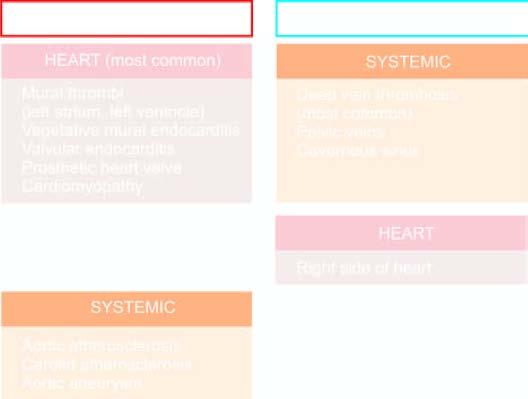 HEART (most common)
Mural thrombi
(left atrium, left ventricle)
Vegetative mural endocarditis
Valvular endocarditis
Prosthetic heart valve
Cardiomyopathy
SYSTEMIC
Aortic atherosclerosis
Carotid atherosclerosis
Aortic aneurysm
SYSTEMIC
Deep vein thrombosis
(most common)
Pelvic veins
Cavernous sinus
HEART
Right side of heart